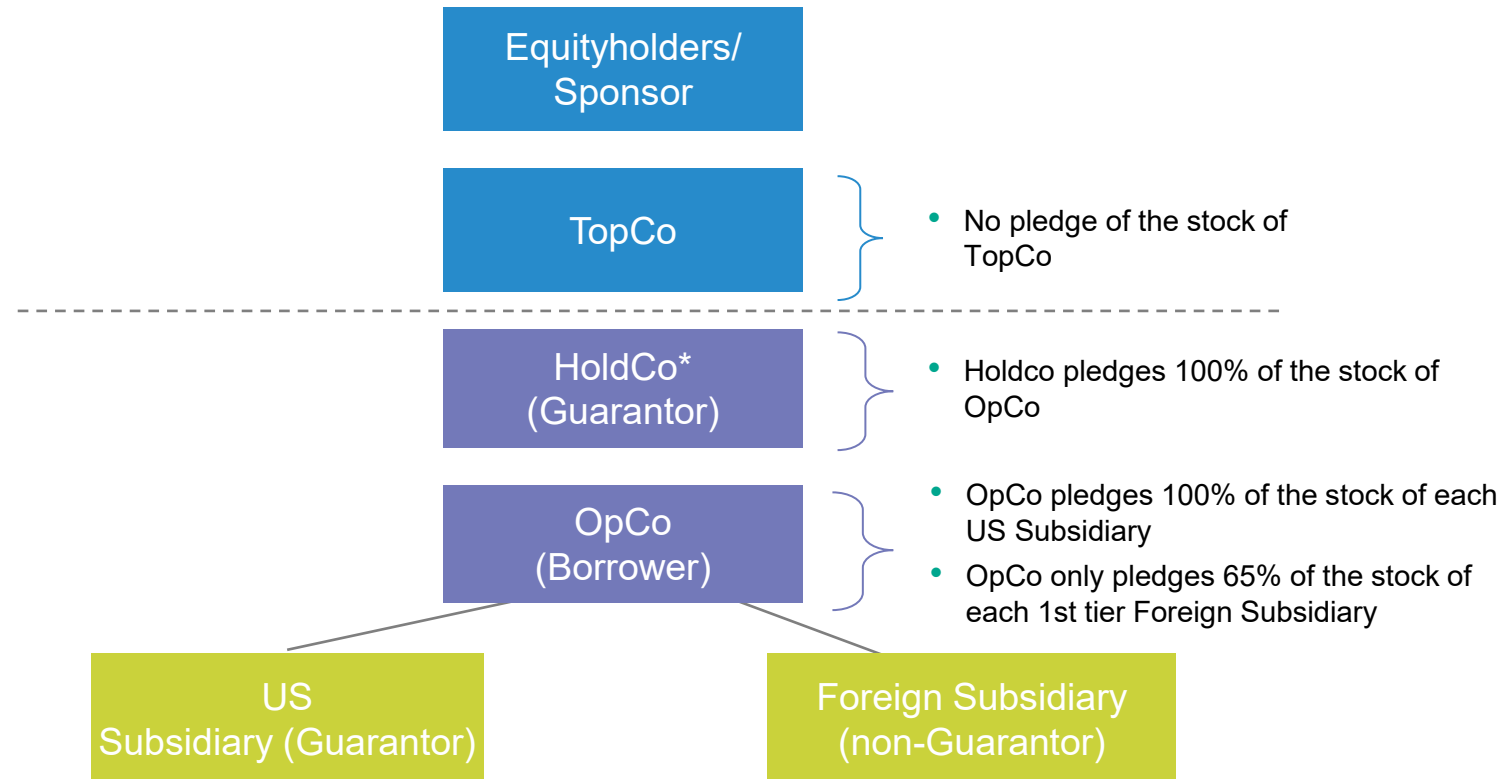 Equityholders/
Sponsor
TopCo
• No pledge of the stock of
TopCo
HoldCo*
(Guarantor)
• Holdco pledges 100% of the stock of
OpCo
OpCo
(Borrower)
• OpCo pledges 100% of the stock of each
US Subsidiary
• OpCo only pledges 65% of the stock of
each 1st tier Foreign Subsidiary
US
Subsidiary (Guarantor)
Foreign Subsidiary
(non-Guarantor)